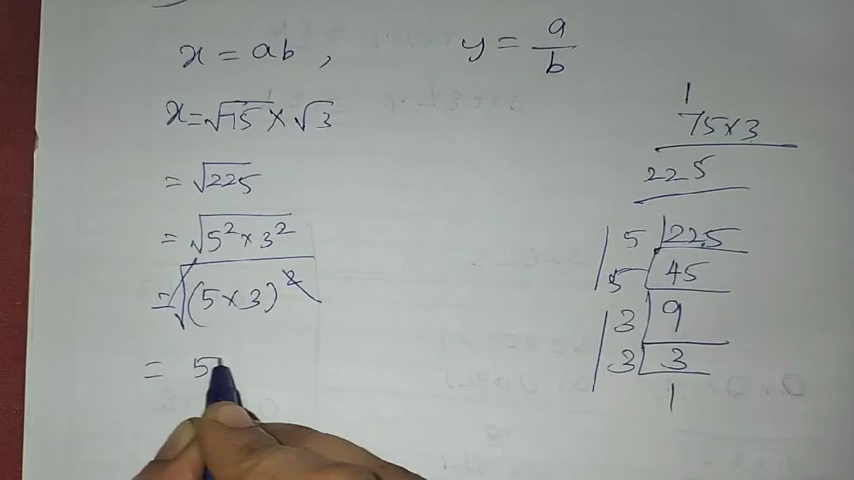 x = ab , y = a/b
x = √75 × √3
= √225
= √5² × 3²
= √(5 × 3)²
= 5
1
75 × 3
225
5 | 225
5 | 45
3 | 9
3 | 3
1